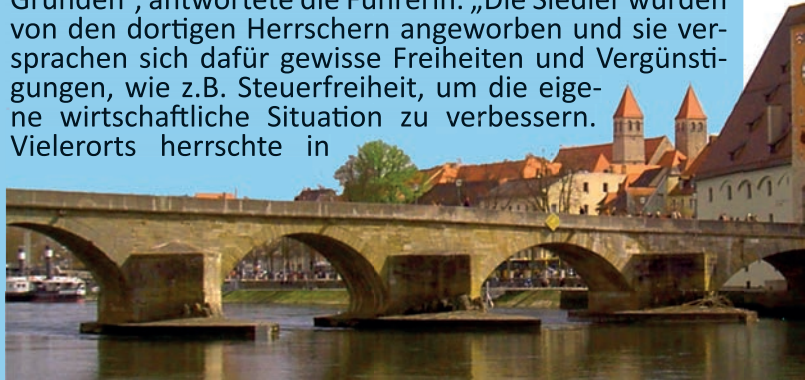 Gründen", antwortete die Führerin. „Die Siedler wurden
von den dortigen Herrschern angeworben und sie ver-
sprachen sich dafür gewisse Freiheiten und Vergünsti-
gungen, wie z.B. Steuerfreiheit, um die eige-
ne wirtschaftliche Situation zu verbessern.
Vielerorts herrschte in